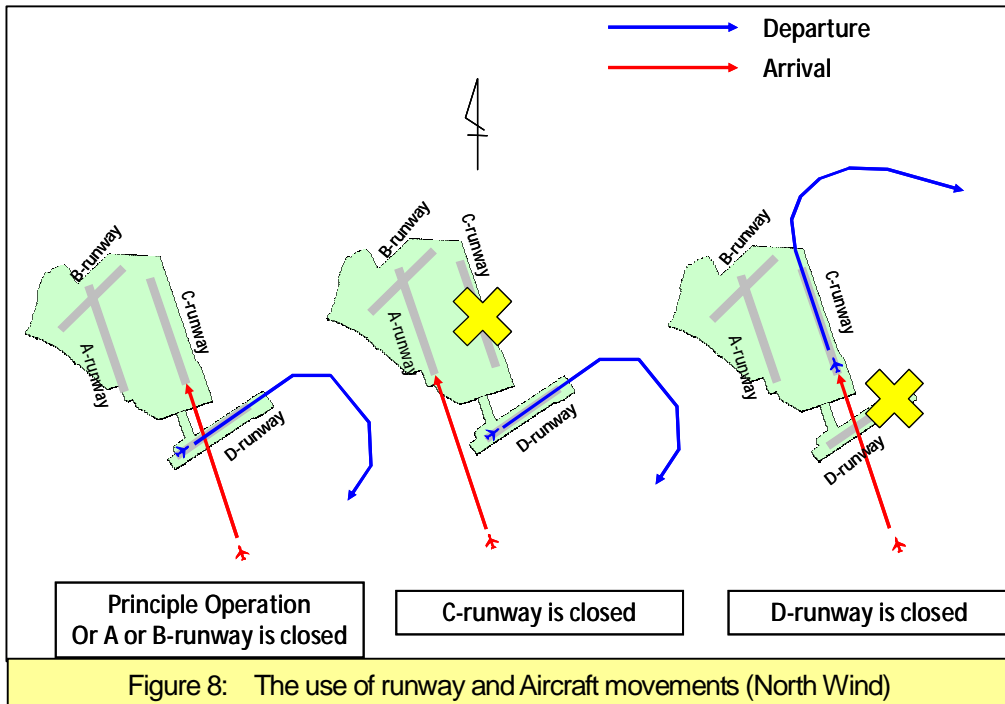 Departure
Arrival
B-runway
C-runway
A-runway
D-runway
B-runway
C-runway
A-runway
D-runway
B-runway
C-runway
A-runway
D-runway
Principle Operation
Or A or B-runway is closed
C-runway is closed
D-runway is closed
Figure 8: The use of runway and Aircraft movements (North Wind)